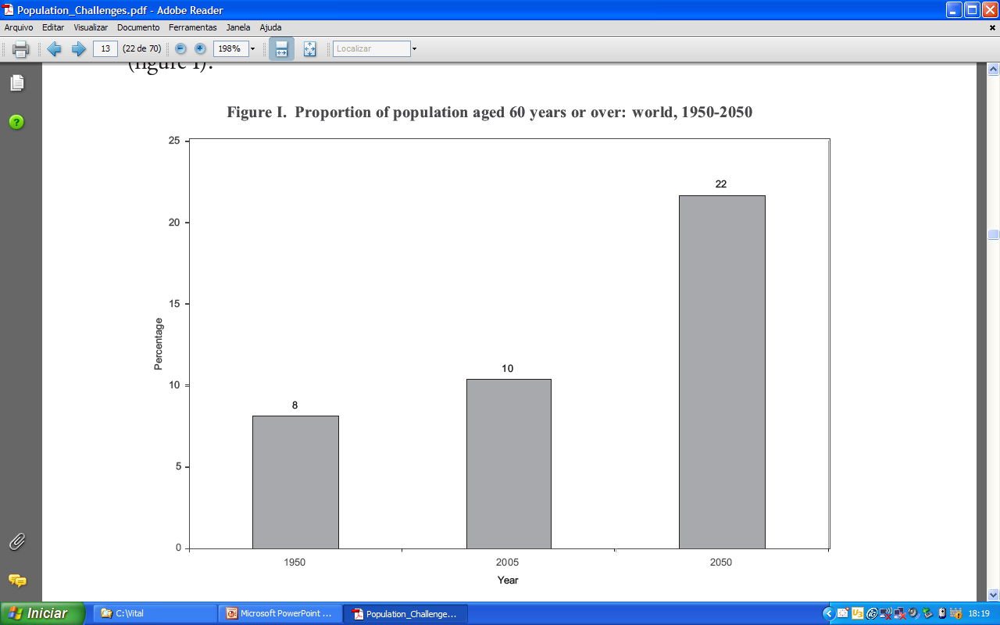 Population_Challenges.pdf - Adobe Reader
Arquivo Editar Visualizar Documento Ferramentas Janela Ajuda
13 (22 de 70) 198% Localizar
(figure I).
Figure I. Proportion of population aged 60 years or over: world, 1950-2050
25
22
20
15
Percentage
10
10
8
5
0
1950 2005 2050
Year
Iniciar C:\Vital Microsoft PowerPoint ... Population_Challenge... U3 18:19